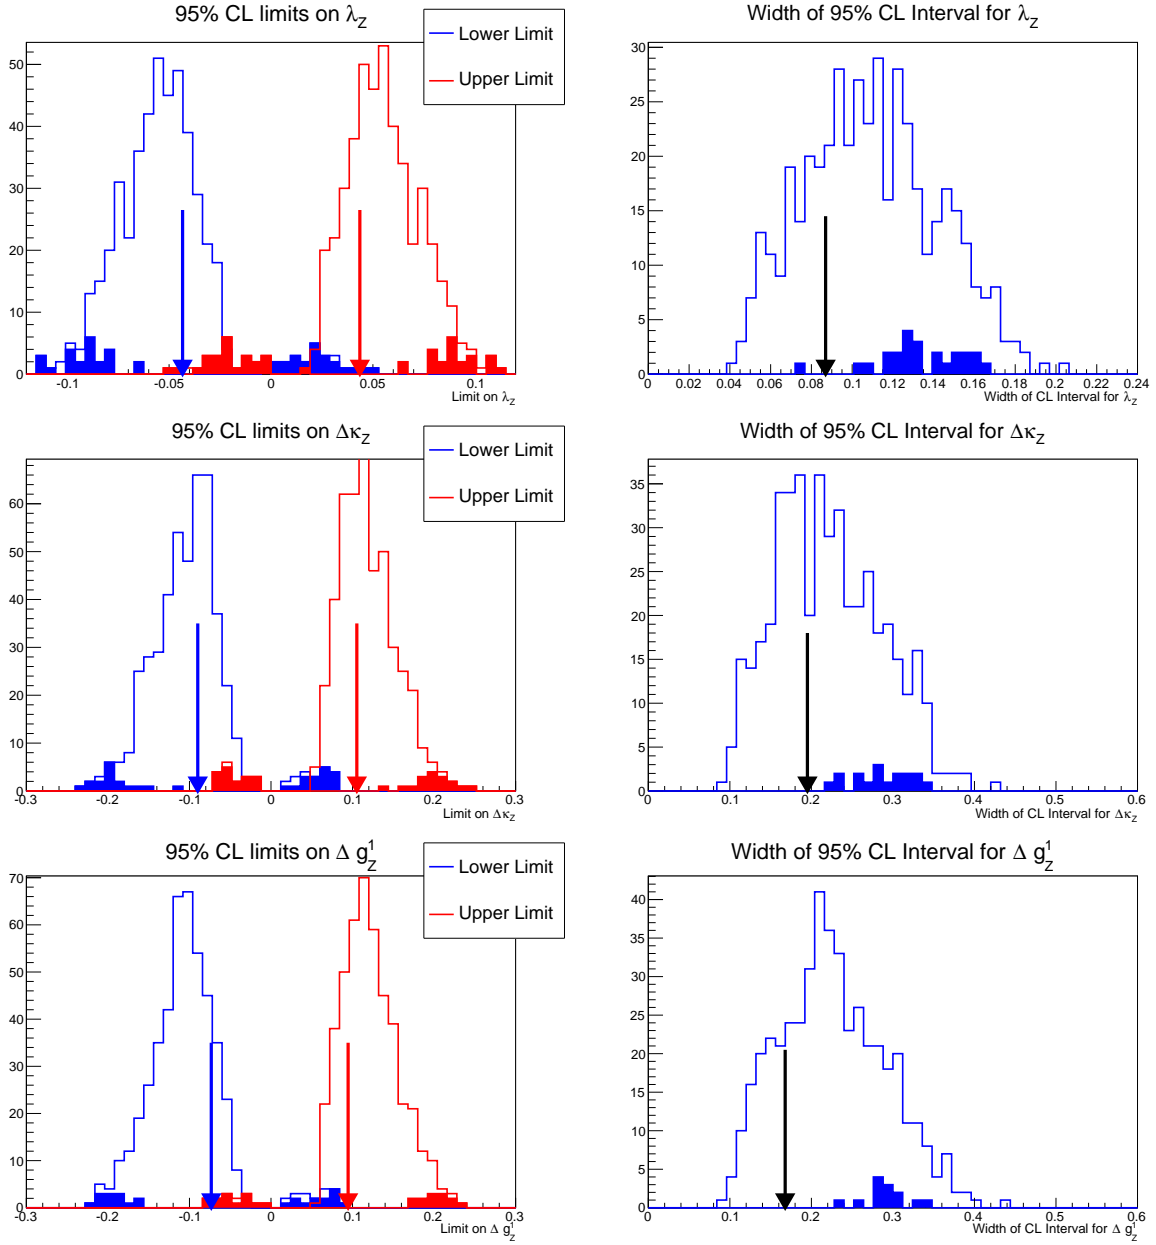 95% CL limits on λZ
Lower Limit
Upper Limit
50
40
30
20
10
0
-0.1 -0.05 0 0.05 0.1
Limit on λZ
Width of 95% CL Interval for λZ
30
25
20
15
10
5
0
0 0.02 0.04 0.06 0.08 0.1 0.12 0.14 0.16 0.18 0.2 0.22 0.24
Width of CL Interval for λZ
95% CL limits on ΔκZ
Lower Limit
Upper Limit
60
50
40
30
20
10
0
-0.3 -0.2 -0.1 0 0.1 0.2 0.3
Limit on ΔκZ
Width of 95% CL Interval for ΔκZ
35
30
25
20
15
10
5
0
0 0.1 0.2 0.3 0.4 0.5 0.6
Width of CL Interval for ΔκZ
95% CL limits on Δ g1Z
Lower Limit
Upper Limit
70
60
50
40
30
20
10
0
-0.3 -0.2 -0.1 0 0.1 0.2 0.3
Limit on Δ g1Z
Width of 95% CL Interval for Δ g1Z
40
35
30
25
20
15
10
5
0
0 0.1 0.2 0.3 0.4 0.5 0.6
Width of CL Interval for Δ g1Z